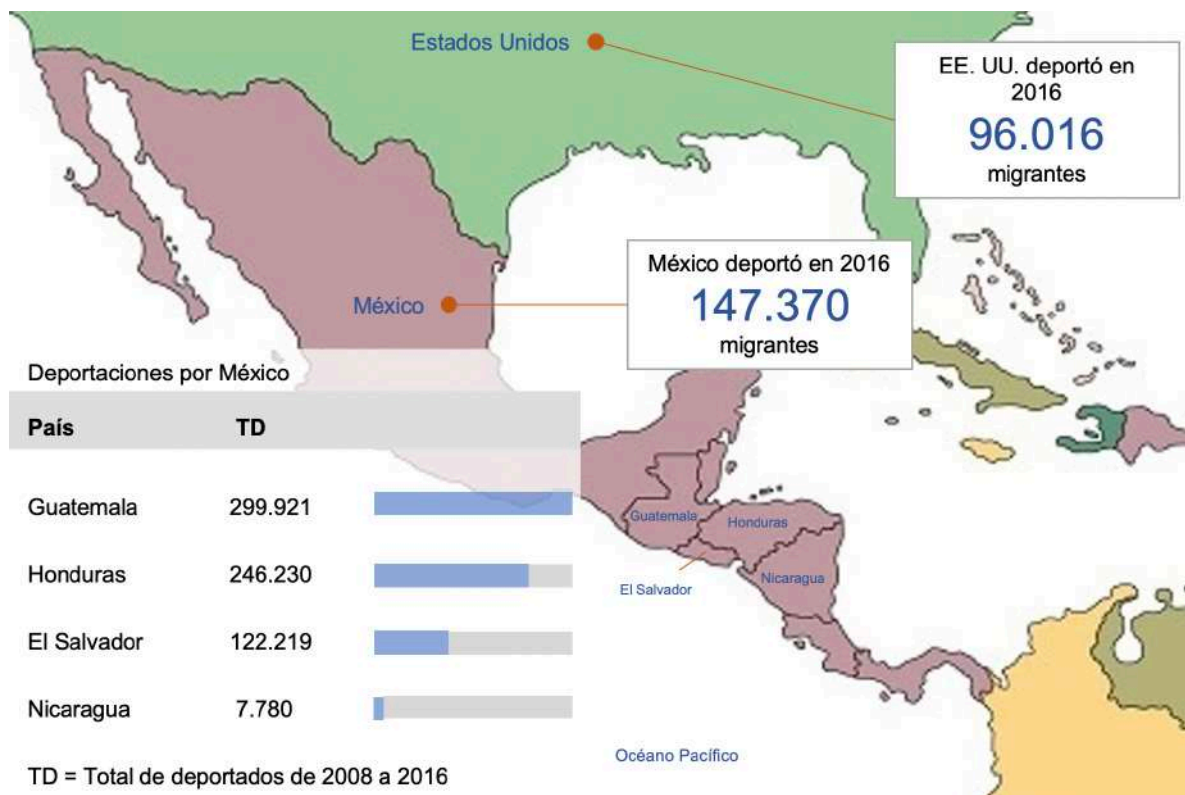 Estados Unidos
EE. UU. deportó en
2016
96.016
migrantes
México deportó en 2016
147.370
migrantes
México
Deportaciones por México
País TD
Guatemala 299.921
Honduras 246.230
El Salvador 122.219
Nicaragua 7.780
TD = Total de deportados de 2008 a 2016
Guatemala
Honduras
El Salvador
Nicaragua
Océano Pacífico